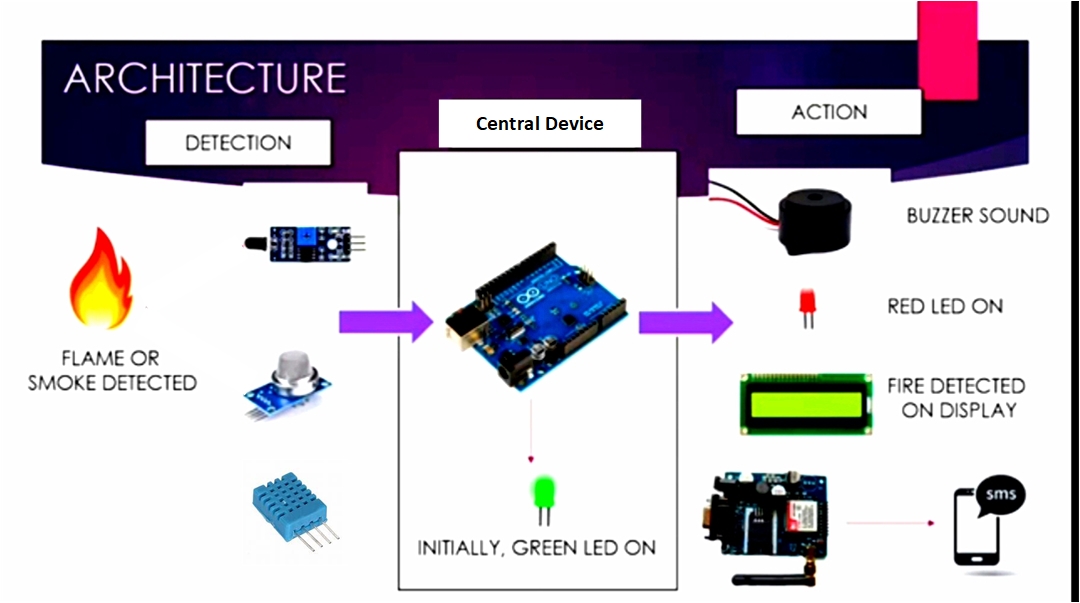 ARCHITECTURE
DETECTION
Central Device
ACTION
FLAME OR
SMOKE DETECTED
INITIALLY, GREEN LED ON
BUZZER SOUND
RED LED ON
FIRE DETECTED
ON DISPLAY
sms